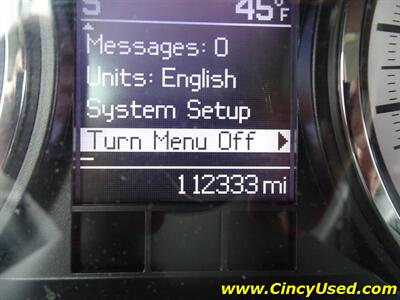 S 45°F
Messages: 0
Units: English
System Setup
Turn Menu Off
112333 mi
www.CincyUsed.com